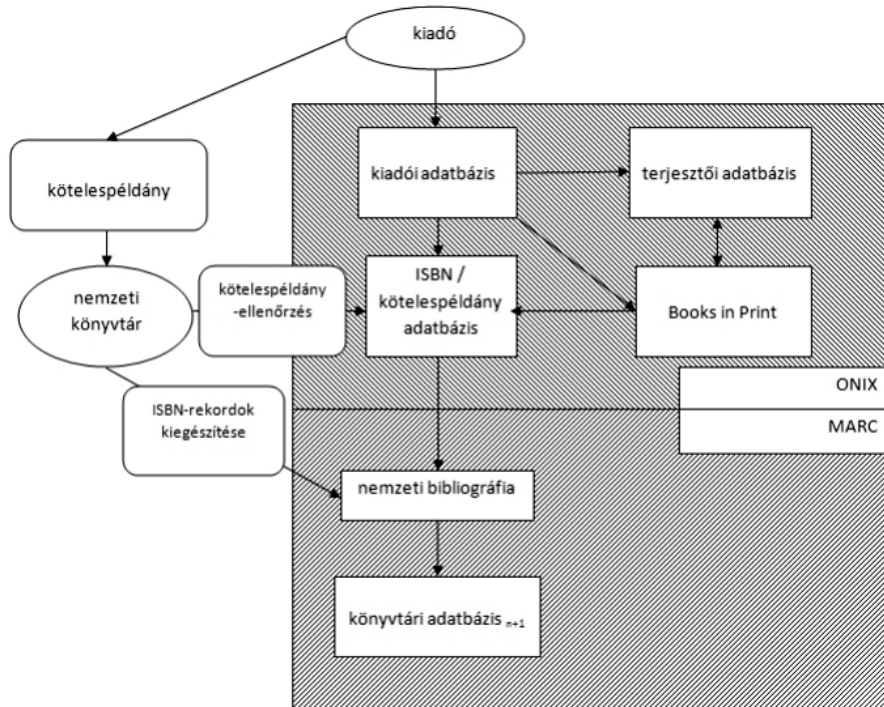 kiadó
kiadói adatbázis
terjesztői adatbázis
kötelespéldány
nemzeti
könyvtár
kötelespéldány
-ellenőrzés
ISBN /
kötelespéldány
adatbázis
Books in Print
ONIX
MARC
ISBN-rekordok
kiegészítése
nemzeti bibliográfia
könyvtári adatbázis n+1